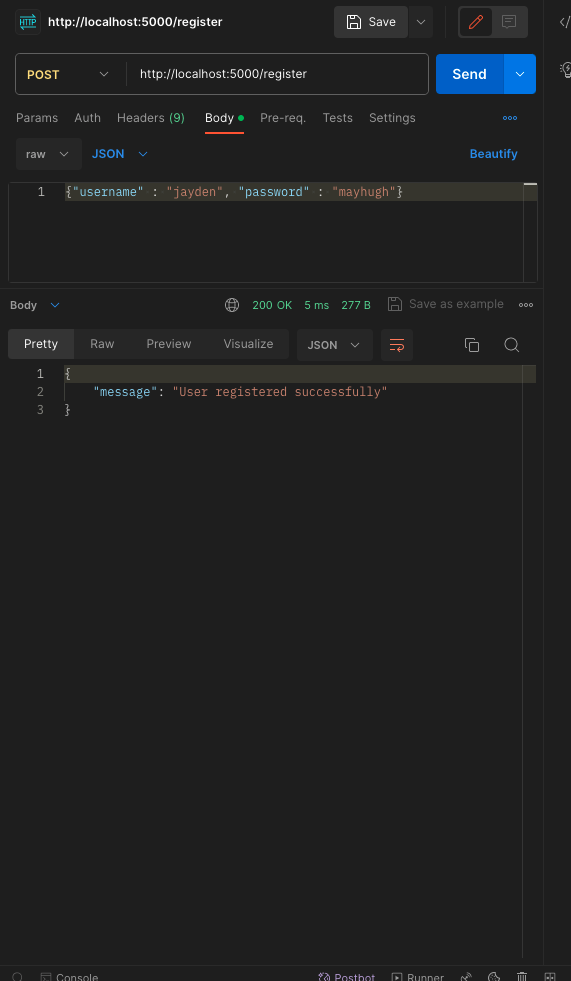 HTTP http://localhost:5000/register Save
POST http://localhost:5000/register Send
Params Auth Headers (9) Body Pre-req. Tests Settings
raw JSON Beautify
1 {"username" : "jayden", "password" : "mayhugh"}
Body 200 OK 5 ms 277 B Save as example
Pretty Raw Preview Visualize JSON
1 {
2 "message": "User registered successfully"
3 }
Console Postbot Runner